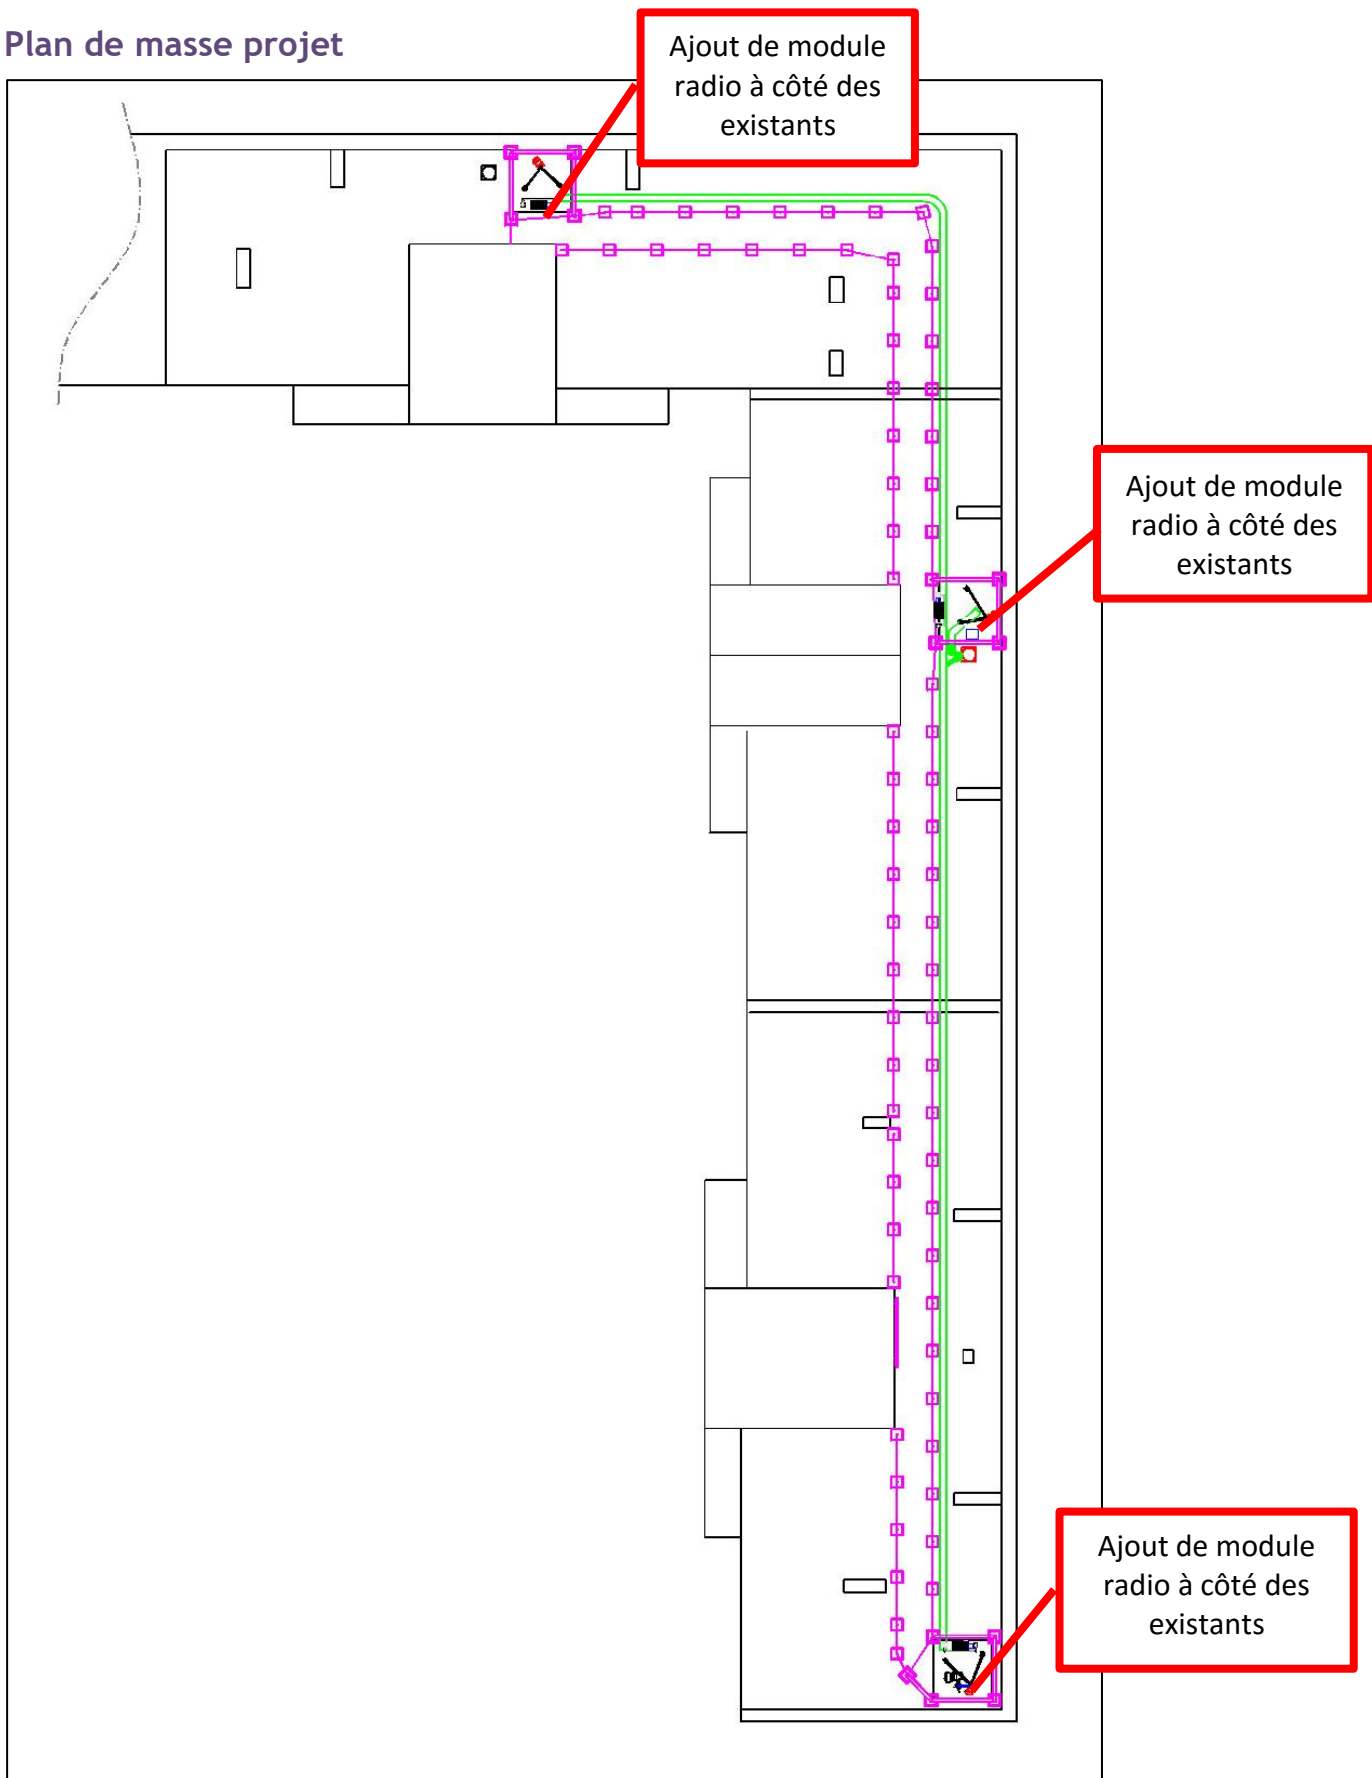 Plan de masse projet
Ajout de module
radio à côté des
existants
Ajout de module
radio à côté des
existants
Ajout de module
radio à côté des
existants